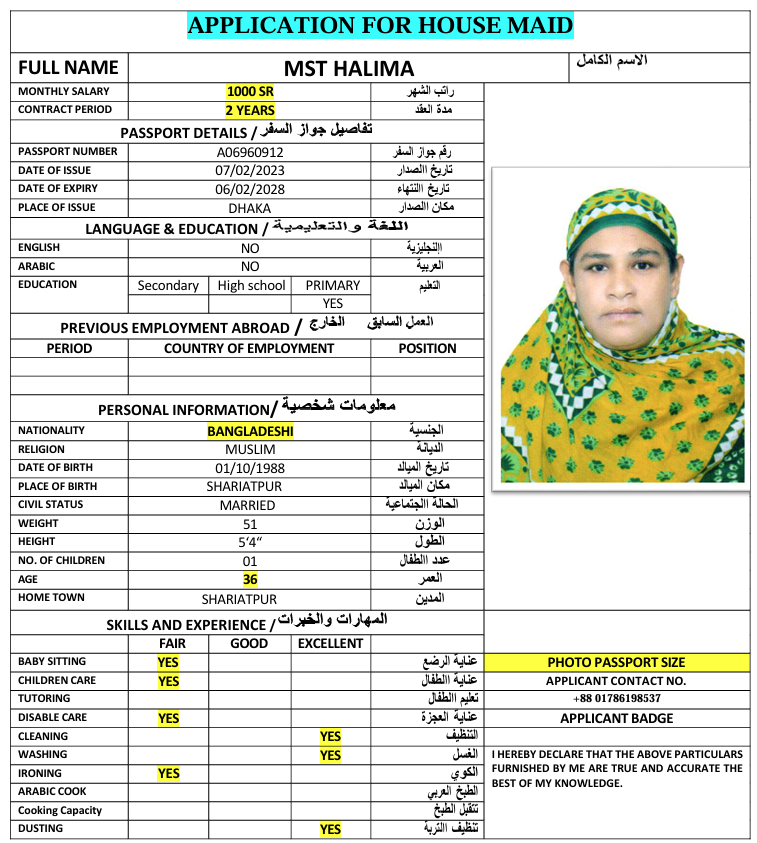 APPLICATION FOR HOUSE MAID
FULL NAME MST HALIMA الاسم الكامل
MONTHLY SALARY 1000 SR راتب الشهر
CONTRACT PERIOD 2 YEARS مدة العقد
PASSPORT DETAILS / تفاصيل جواز السفر
PASSPORT NUMBER A06960912 رقم جواز السفر
DATE OF ISSUE 07/02/2023 تاريخ االصدار
DATE OF EXPIRY 06/02/2028 تاريخ االنتهاء
PLACE OF ISSUE DHAKA مكان االصدار
LANGUAGE & EDUCATION / اللغة والتعليمية
ENGLISH NO اإلنجليزية
ARABIC NO العربية
EDUCATION Secondary High school PRIMARY التعليم
YES
PREVIOUS EMPLOYMENT ABROAD / العمل السابق الخارج
PERIOD COUNTRY OF EMPLOYMENT POSITION
PERSONAL INFORMATION/ معلومات شخصية
NATIONALITY BANGLADESHI الجنسية
RELIGION MUSLIM الديانة
DATE OF BIRTH 01/10/1988 تاريخ الميالد
PLACE OF BIRTH SHARIATPUR مكان الميالد
CIVIL STATUS MARRIED الحالة االجتماعية
WEIGHT 51 الوزن
HEIGHT 5‘4“ الطول
NO. OF CHILDREN 01 عدد االطفال
AGE 36 العمر
HOME TOWN SHARIATPUR المدين
SKILLS AND EXPERIENCE / المهارات والخبرات
FAIR GOOD EXCELLENT
BABY SITTING YES عناية الرضع
CHILDREN CARE YES عناية االطفال
TUTORING تعليم االطفال
DISABLE CARE YES عناية العجزة
CLEANING YES التنظيف
WASHING YES الغسل
IRONING YES الكوي
ARABIC COOK الطبخ العربي
Cooking Capacity تتقبل الطبخ
DUSTING YES تنظيف االتربة
PHOTO PASSPORT SIZE
APPLICANT CONTACT NO.
+88 01786198537
APPLICANT BADGE
I HEREBY DECLARE THAT THE ABOVE PARTICULARS
FURNISHED BY ME ARE TRUE AND ACCURATE THE
BEST OF MY KNOWLEDGE.